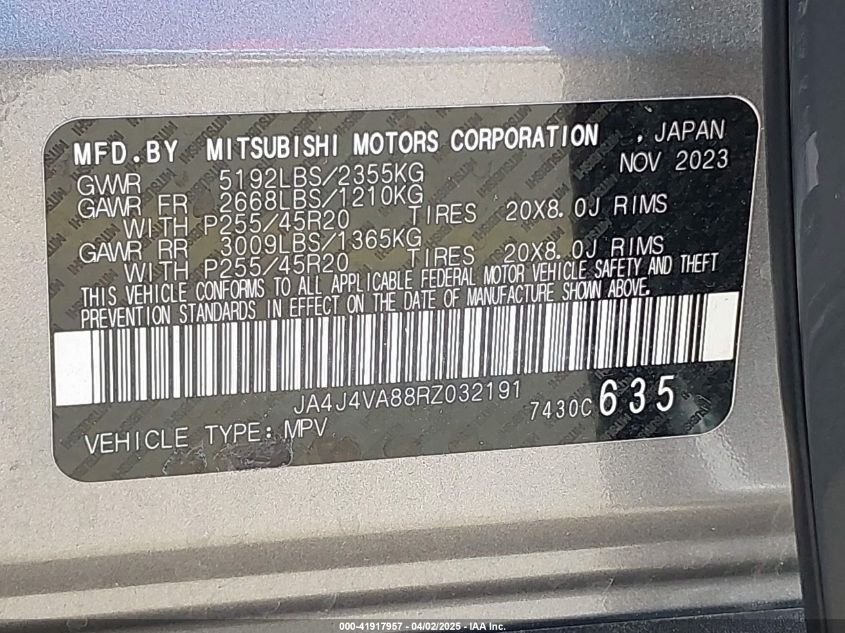 MFD.BY MITSUBISHI MOTORS CORPORATION , JAPAN
NOV 2023
GVWR 5192LBS/2355KG
GAWR FR 2668LBS/1210KG
WITH P255/45R20 TIRES 20X8.0J RIMS
GAWR RR 3009LBS/1365KG
WITH P255/45R20 TIRES 20X8.0J RIMS
THIS VEHICLE CONFORMS TO ALL APPLICABLE FEDERAL MOTOR VEHICLE SAFETY AND THEFT
PREVENTION STANDARDS IN EFFECT ON THE DATE OF MANUFACTURE SHOWN ABOVE.
JA4J4VA88RZ032191
7430C 635
VEHICLE TYPE: MPV
000-41917957 - 04/02/2025 - IAA Inc.